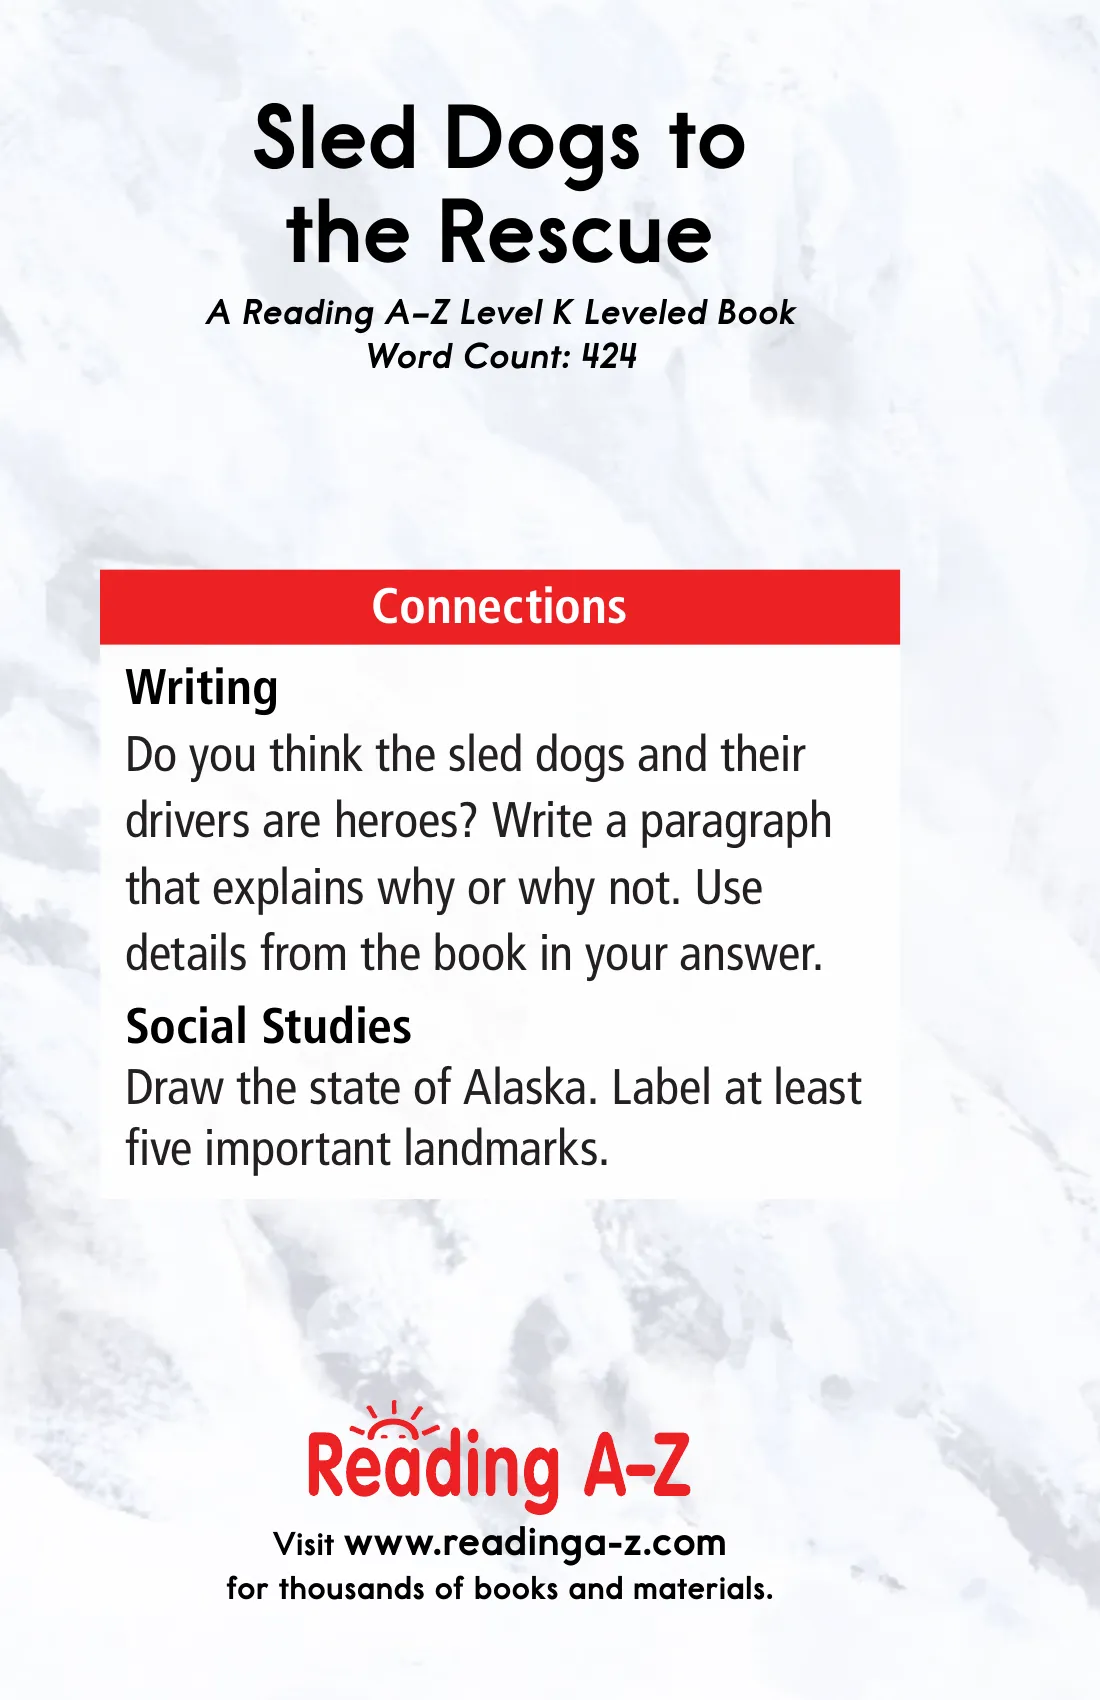 Sled Dogs to
the Rescue
A Reading A–Z Level K Leveled Book
Word Count: 424
Connections
Writing
Do you think the sled dogs and their
drivers are heroes? Write a paragraph
that explains why or why not. Use
details from the book in your answer.
Social Studies
Draw the state of Alaska. Label at least
five important landmarks.
Reading A–Z
Visit www.readinga-z.com
for thousands of books and materials.